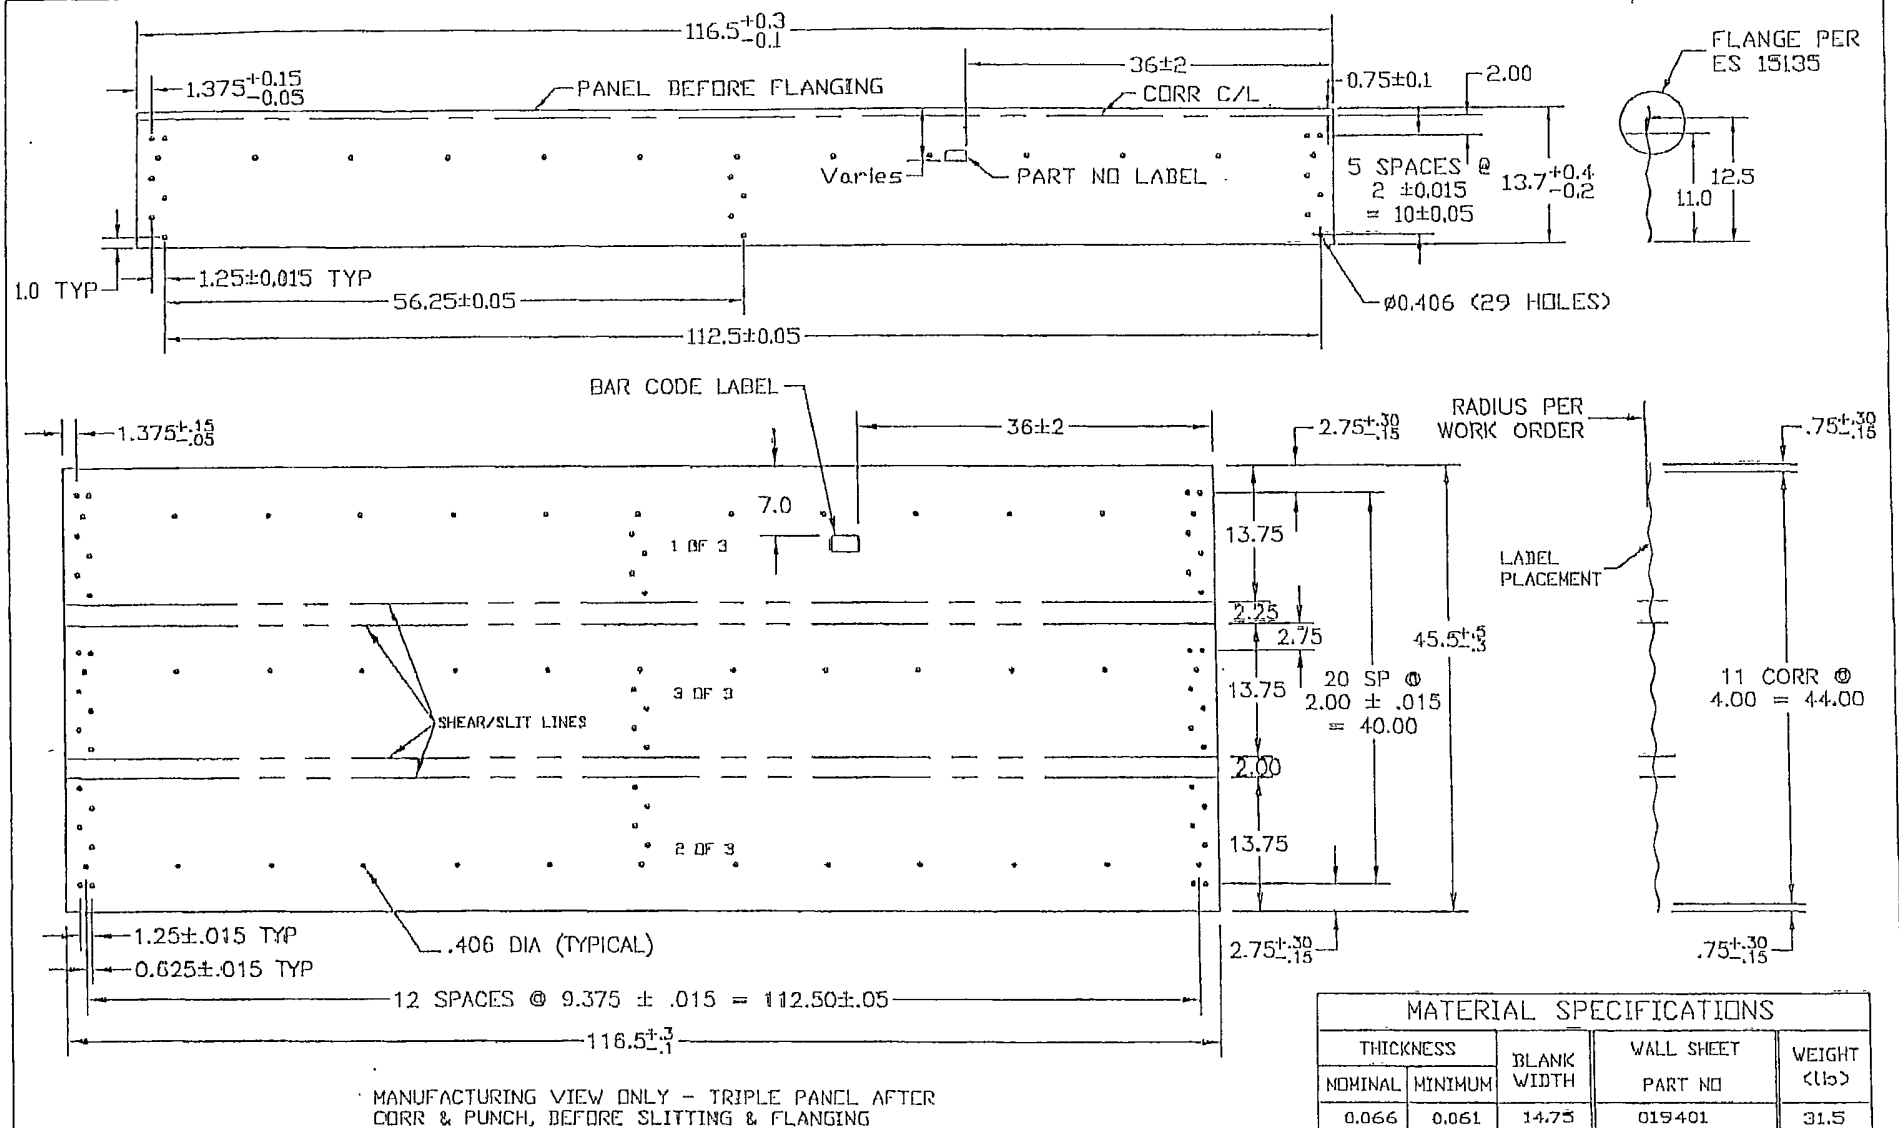 116.5+0.3
-0.1
36±2
FLANGE PER
ES 15135
1.375+0.15
-0.05
PANEL BEFORE FLANGING
CORR C/L
0.75±0.1
2.00
Varies
PART NO LABEL
5 SPACES @
2 ±0.015
= 10±0.05
13.7+0.4
-0.2
12.5
11.0
1.0 TYP
1.25±0.015 TYP
56.25±0.05
Ø0.406 (29 HOLES)
112.5±0.05
BAR CODE LABEL
RADIUS PER
WORK ORDER
1.375+.15
-.05
36±2
2.75+.30
-.15
.75+.30
-.15
7.0
13.75
1 OF 3
LABEL
PLACEMENT
2.25
2.75
45.5+.5
-.3
3 OF 3
13.75
20 SP @
2.00 ± .015
= 40.00
11 CORR @
4.00 = 44.00
SHEAR/SLIT LINES
2.00
2 OF 3
13.75
1.25±.015 TYP
.406 DIA (TYPICAL)
2.75+.30
-.15
.75+.30
-.15
0.625±.015 TYP
12 SPACES @ 9.375 ± .015 = 112.50±.05
116.5+.3
-.1
MATERIAL SPECIFICATIONS
THICKNESS
BLANK
WIDTH
WALL SHEET
PART NO
WEIGHT
(lb)
NOMINAL MINIMUM
0.066 0.061 14.75 019401 31.5
MANUFACTURING VIEW ONLY - TRIPLE PANEL AFTER
CORR & PUNCH, BEFORE SLITTING & FLANGING